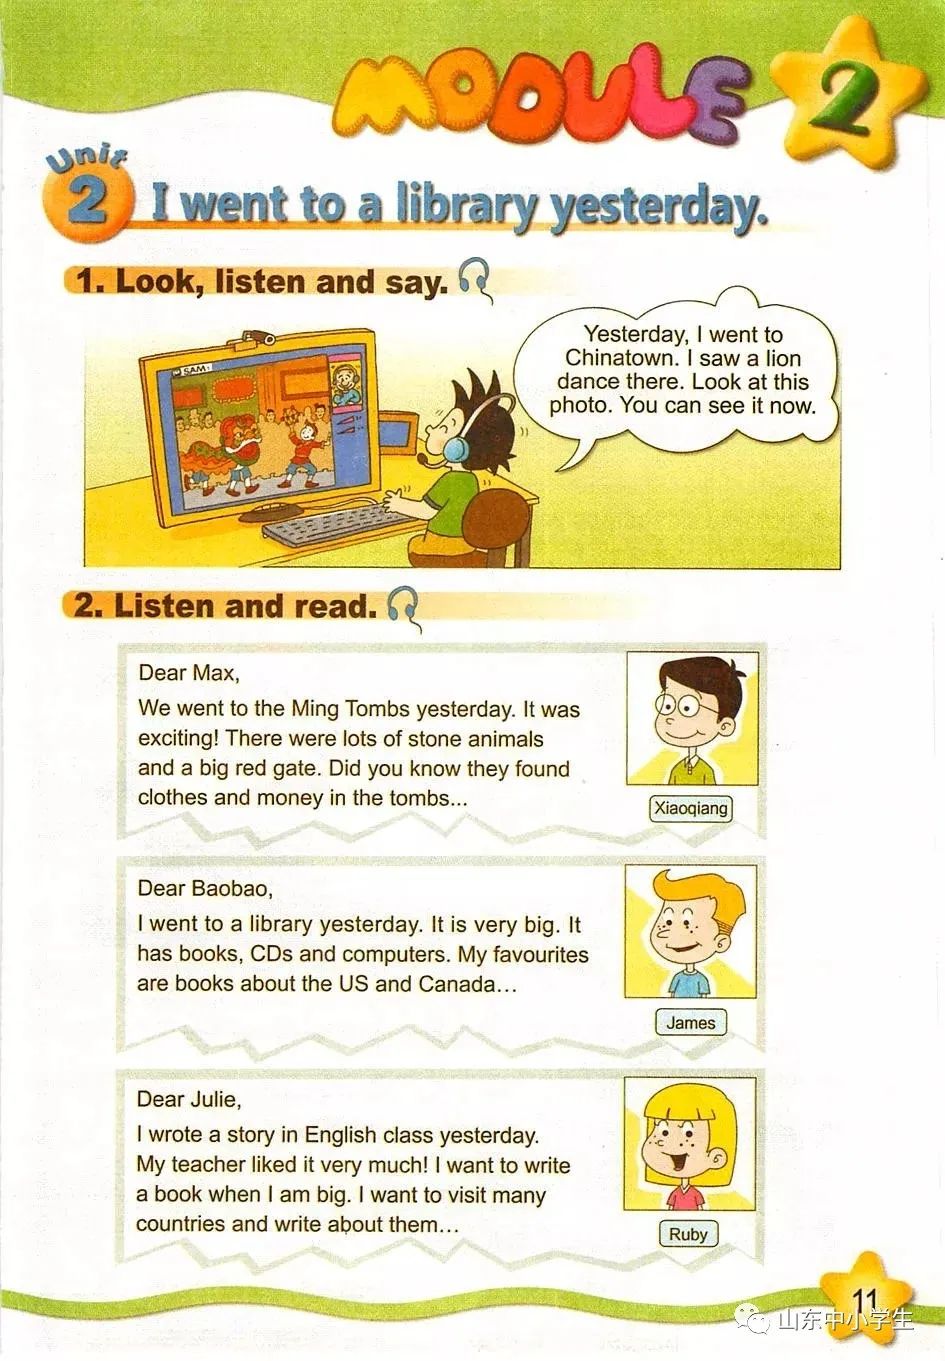 MODULE 2
Unit 2 I went to a library yesterday.
1. Look, listen and say.
SAM:
Yesterday, I went to
Chinatown. I saw a lion
dance there. Look at this
photo. You can see it now.
2. Listen and read.
Dear Max,
We went to the Ming Tombs yesterday. It was
exciting! There were lots of stone animals
and a big red gate. Did you know they found
clothes and money in the tombs...
Xiaoqiang
Dear Baobao,
I went to a library yesterday. It is very big. It
has books, CDs and computers. My favourites
are books about the US and Canada...
James
Dear Julie,
I wrote a story in English class yesterday.
My teacher liked it very much! I want to write
a book when I am big. I want to visit many
countries and write about them...
Ruby
11
山东中小学生